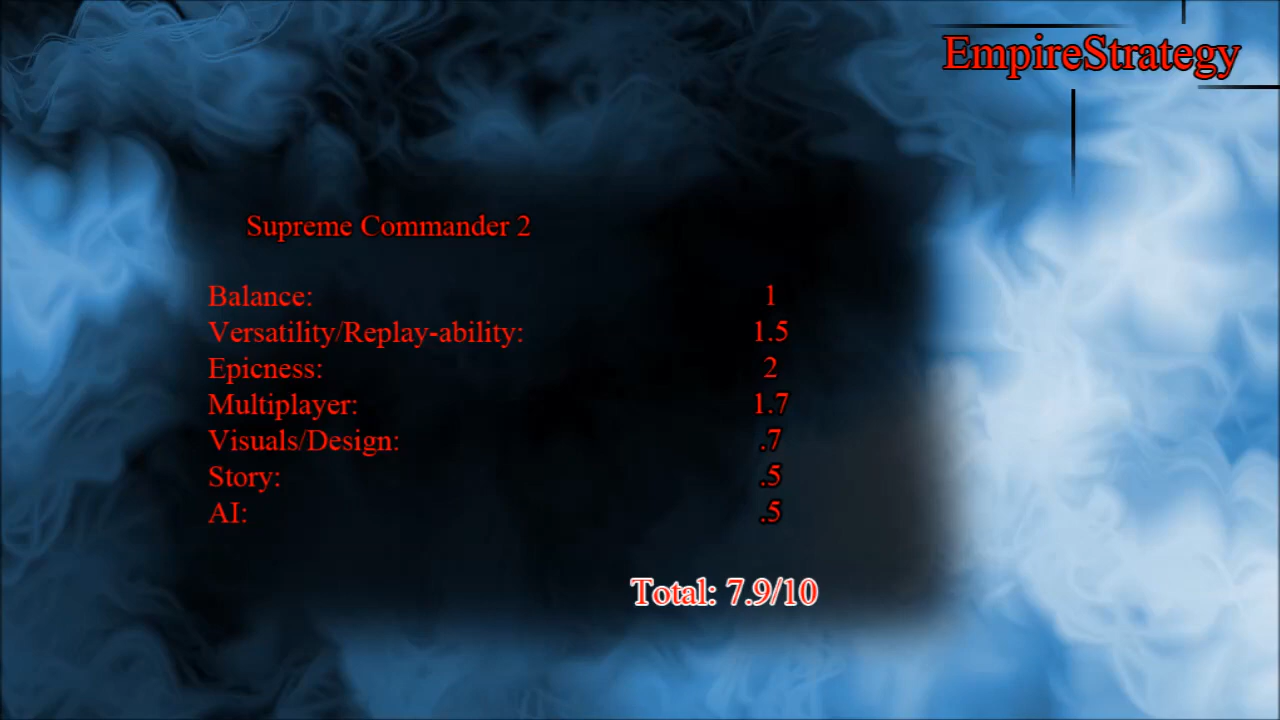 EmpireStrategy
Supreme Commander 2
Balance: 1
Versatility/Replay-ability: 1.5
Epicness: 2
Multiplayer: 1.7
Visuals/Design: .7
Story: .5
AI: .5
Total: 7.9/10